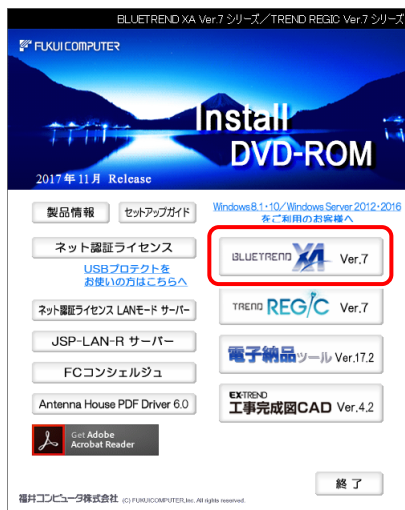 BLUETREND XA Ver.7 シリーズ／TREND REGIC Ver.7 シリーズ
FUKUI COMPUTER
Install
DVD-ROM
2017年11月 Release
製品情報
セットアップガイド
Windows8.1・10／Windows Server 2012・2016
をご利用のお客様へ
ネット認証ライセンス
BLUETREND XA Ver.7
USBプロテクトを
お使いの方はこちらへ
ネット認証ライセンス LANモード サーバー
TREND REGIC Ver.7
JSP-LAN-R サーバー
電子納品ツール Ver.17.2
FCコンシェルジュ
EX-TREND
工事完成図CAD Ver.4.2
Antenna House PDF Driver 6.0
Get Adobe
Acrobat Reader
終了
福井コンピュータ株式会社 (C) FUKUICOMPUTER,Inc. All rights reserved.